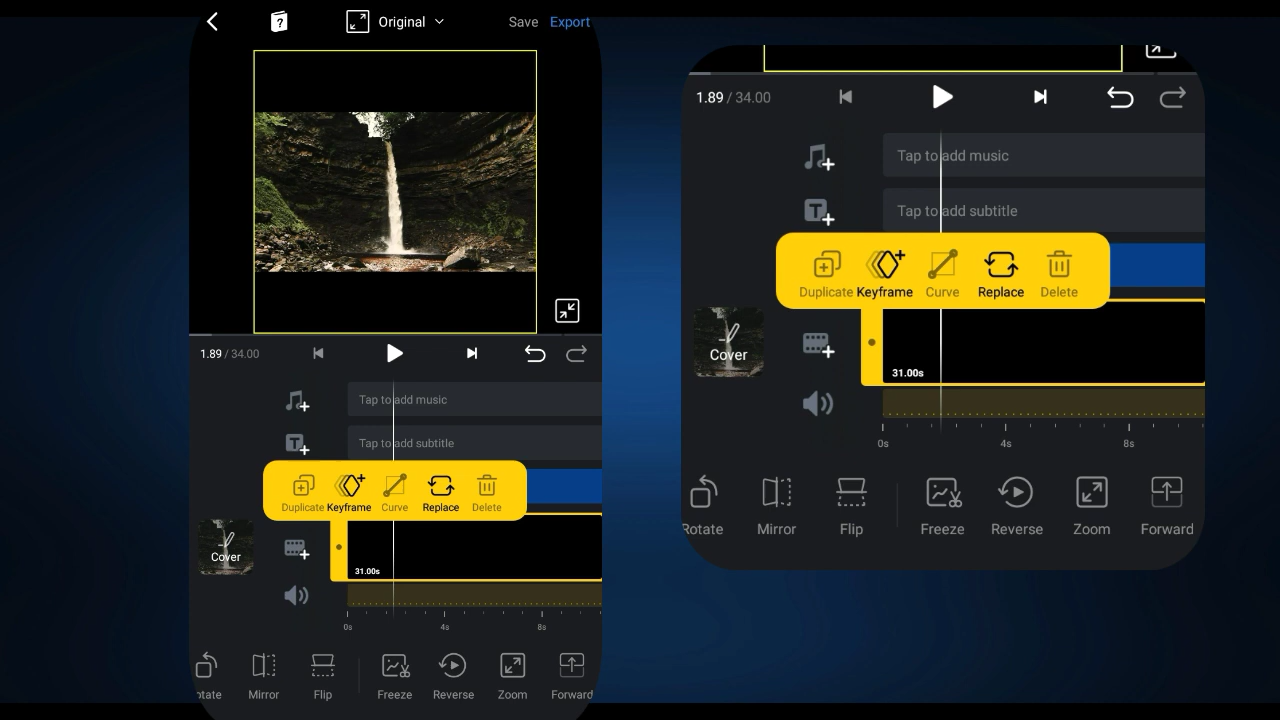 Original
Save
Export
1.89 / 34.00
Tap to add music
Tap to add subtitle
Duplicate Keyframe Curve Replace Delete
Cover
31.00s
0s 4s 8s
otate Mirror Flip Freeze Reverse Zoom Forward
1.89 / 34.00
Tap to add music
Tap to add subtitle
Duplicate Keyframe Curve Replace Delete
Cover
31.00s
0s 4s 8s
Rotate Mirror Flip Freeze Reverse Zoom Forward